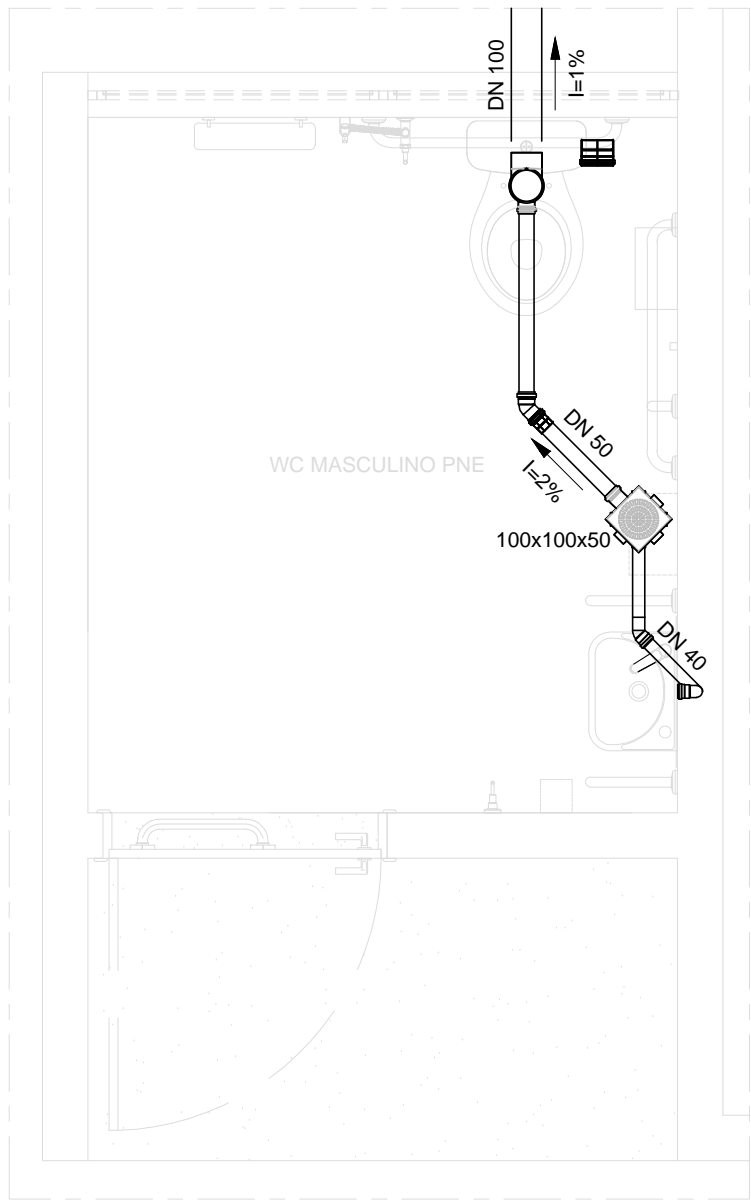 DN 100
I=1%
DN 50
WC MASCULINO PNE
I=2%
100x100x50
DN 40